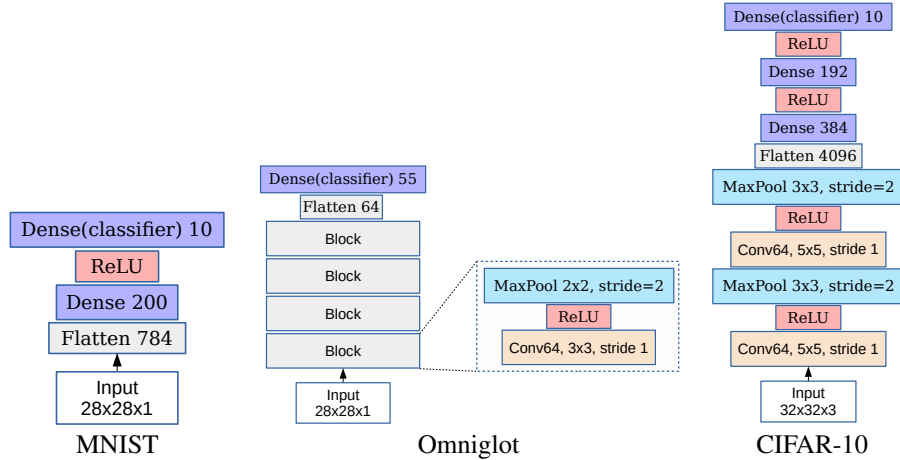 Dense(classifier) 10
ReLU
Dense 200
Flatten 784
Input
28x28x1
MNIST
Dense(classifier) 55
Flatten 64
Block
Block
Block
Block
Input
28x28x1
MaxPool 2x2, stride=2
ReLU
Conv64, 3x3, stride 1
Omniglot
Dense(classifier) 10
ReLU
Dense 192
ReLU
Dense 384
Flatten 4096
MaxPool 3x3, stride=2
ReLU
Conv64, 5x5, stride 1
MaxPool 3x3, stride=2
ReLU
Conv64, 5x5, stride 1
Input
32x32x3
CIFAR-10